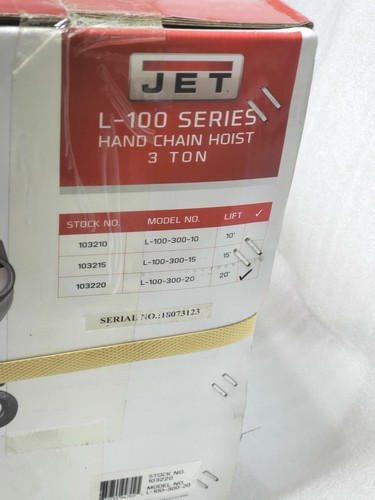 JET
L-100 SERIES
HAND CHAIN HOIST
3 TON
STOCK NO. MODEL NO. LIFT ✓
103210 L-100-300-10 10'
103215 L-100-300-15 15'
103220 L-100-300-20 20' ✓
SERIAL NO.:18073123
STOCK NO.
103220
MODEL NO.
L-100-300-20